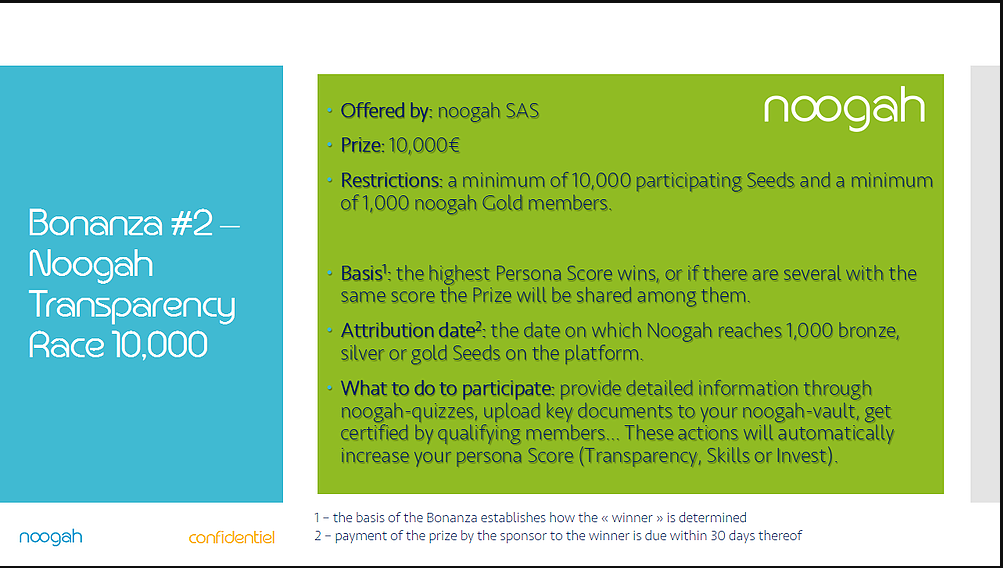 Bonanza #2 –
Noogah
Transparency
Race 10,000
noogah
• Offered by: noogah SAS
• Prize: 10,000€
• Restrictions: a minimum of 10,000 participating Seeds and a minimum
of 1,000 noogah Gold members.
• Basis¹: the highest Persona Score wins, or if there are several with the
same score the Prize will be shared among them.
• Attribution date²: the date on which Noogah reaches 1,000 bronze,
silver or gold Seeds on the platform.
• What to do to participate: provide detailed information through
noogah-quizzes, upload key documents to your noogah-vault, get
certified by qualifying members... These actions will automatically
increase your persona Score (Transparency, Skills or Invest).
1 – the basis of the Bonanza establishes how the « winner » is determined
2 – payment of the prize by the sponsor to the winner is due within 30 days thereof
noogah
confidentiel